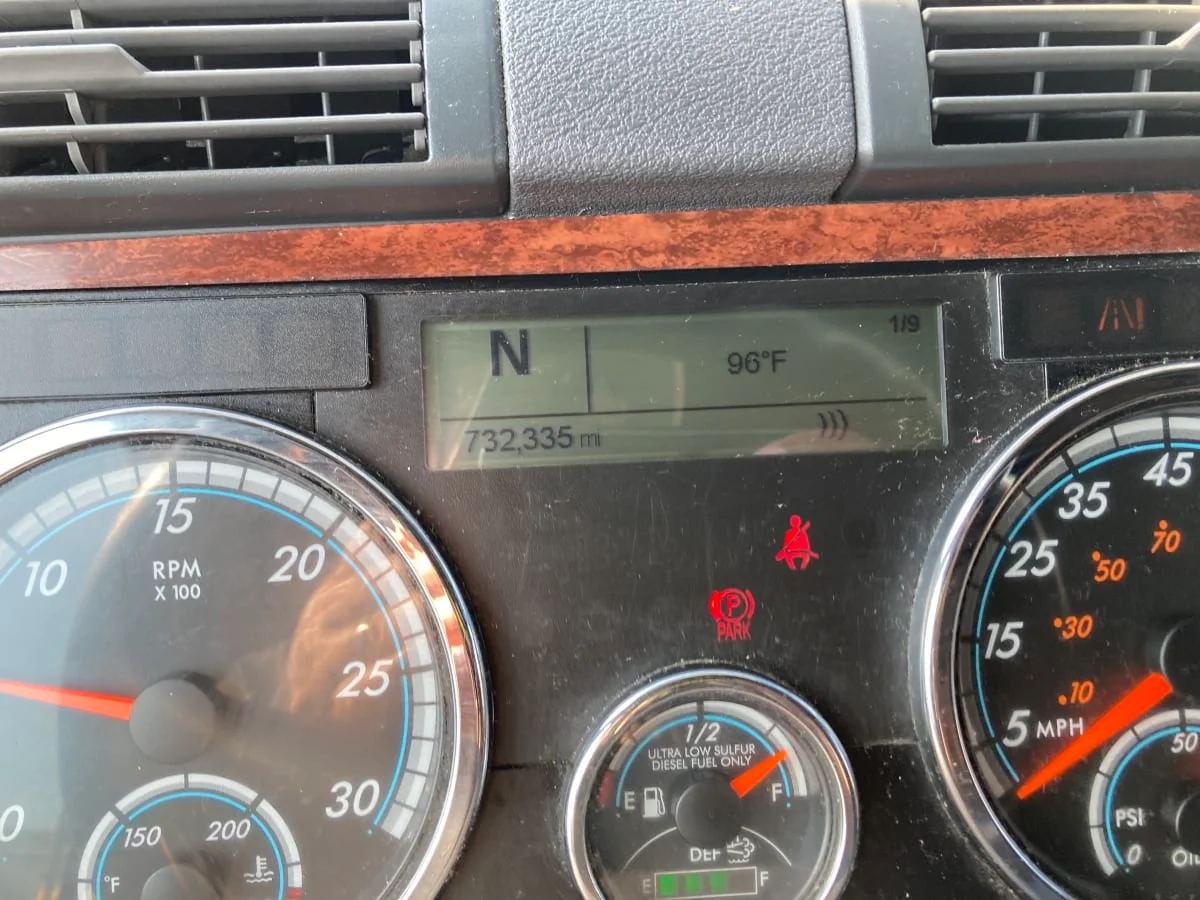 N
1/9
96°F
732,335 mi
10
15
20
25
30
0
RPM
X 100
150
200
°F
P
PARK
1/2
ULTRA LOW SULFUR
DIESEL FUEL ONLY
E
F
DEF
E
F
5
15
25
35
45
MPH
10
30
50
70
50
PSI
0